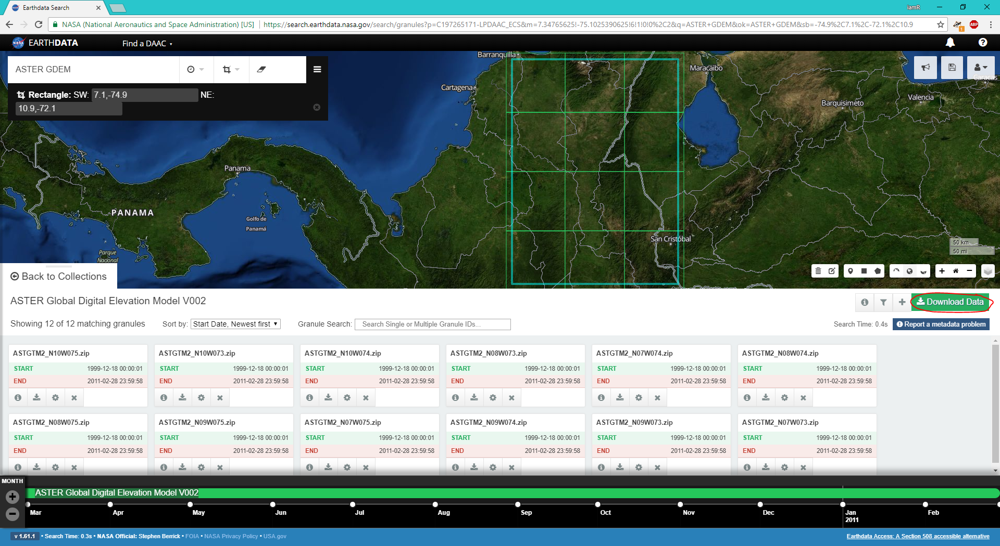 Earthdata Search
iamR
NASA (National Aeronautics and Space Administration) [US]
https://search.earthdata.nasa.gov/search/granules?p=C197265171-LPDAAC_ECS&m=7.34765625!-75.1025390625!6!1!0!0%2C2&q=ASTER+GDEM&ok=ASTER+GDEM&sb=-74.9%2C7.1%2C-72.1%2C10.9
ABP
1
NASA EARTHDATA
Find a DAAC
ASTER GDEM
Rectangle: SW: 7.1,-74.9 NE:
10.9,-72.1
Barranquilla
Maracaibo
Caracas
Cartagena
Valencia
Barquisimeto
Panama
PANAMA
Golfo de
Panamá
San Cristóbal
50 km
50 mi
Parque
Nacional
Back to Collections
ASTER Global Digital Elevation Model V002
Download Data
Showing 12 of 12 matching granules
Sort by: Start Date, Newest first
Granule Search: Search Single or Multiple Granule IDs...
Search Time: 0.4s
Report a metadata problem
ASTGTM2_N10W075.zip ASTGTM2_N10W073.zip ASTGTM2_N10W074.zip ASTGTM2_N08W073.zip ASTGTM2_N07W074.zip ASTGTM2_N08W074.zip
START 1999-12-18 00:00:01 START 1999-12-18 00:00:01 START 1999-12-18 00:00:01 START 1999-12-18 00:00:01 START 1999-12-18 00:00:01 START 1999-12-18 00:00:01
END 2011-02-28 23:59:58 END 2011-02-28 23:59:58 END 2011-02-28 23:59:58 END 2011-02-28 23:59:58 END 2011-02-28 23:59:58 END 2011-02-28 23:59:58
ASTGTM2_N08W075.zip ASTGTM2_N09W075.zip ASTGTM2_N07W075.zip ASTGTM2_N09W074.zip ASTGTM2_N09W073.zip ASTGTM2_N07W073.zip
START 1999-12-18 00:00:01 START 1999-12-18 00:00:01 START 1999-12-18 00:00:01 START 1999-12-18 00:00:01 START 1999-12-18 00:00:01 START 1999-12-18 00:00:01
END 2011-02-28 23:59:58 END 2011-02-28 23:59:58 END 2011-02-28 23:59:58 END 2011-02-28 23:59:58 END 2011-02-28 23:59:58 END 2011-02-28 23:59:58
MONTH
ASTER Global Digital Elevation Model V002
Mar Apr May Jun Jul Aug Sep Oct Nov Dec Jan Feb
2011
v 1.61.1 • Search Time: 0.3s • NASA Official: Stephen Berrick • FOIA • NASA Privacy Policy • USA.gov
Earthdata Access: A Section 508 accessible alternative